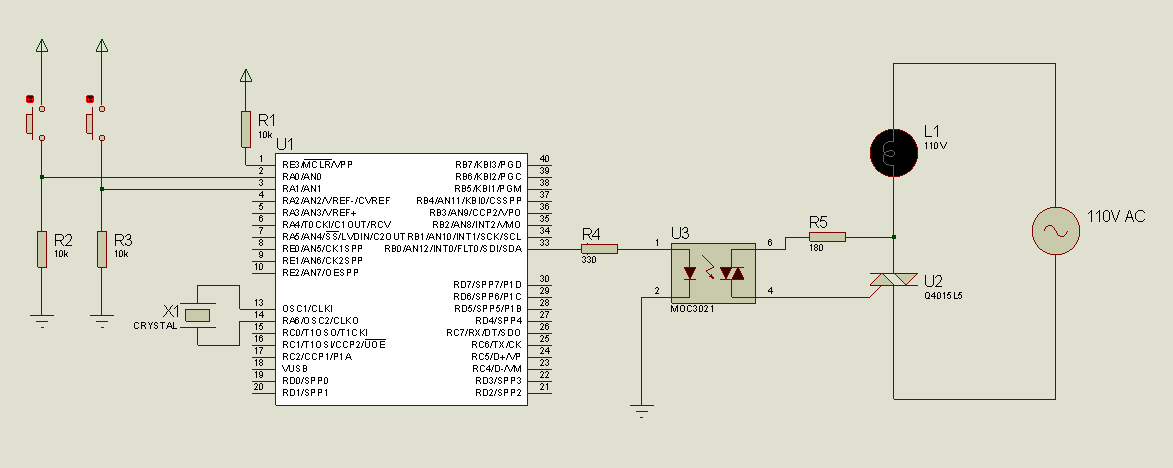 R1
10k
U1
R2
10k
R3
10k
X1
CRYSTAL
1 RE3/MCLR/VPP
2 RA0/AN0
3 RA1/AN1
4 RA2/AN2/VREF-/CVREF
5 RA3/AN3/VREF+
6 RA4/T0CKI/C1OUT/RCV
7 RA5/AN4/SS/LVDIN/C2OUT
8 RE0/AN5/CK1SPP
9 RE1/AN6/CK2SPP
10 RE2/AN7/OESPP
13 OSC1/CLKI
14 RA6/OSC2/CLKO
15 RC0/T1OSO/T1CKI
16 RC1/T1OSI/CCP2/UOE
17 RC2/CCP1/P1A
18 VUSB
19 RD0/SPP0
20 RD1/SPP1
RB7/KBI3/PGD 40
RB6/KBI2/PGC 39
RB5/KBI1/PGM 38
RB4/AN11/KBI0/CSSPP 37
RB3/AN9/CCP2/VPO 36
RB2/AN8/INT2/VMO 35
RB1/AN10/INT1/SCK/SCL 34
RB0/AN12/INT0/FLT0/SDI/SDA 33
RD7/SPP7/P1D 30
RD6/SPP6/P1C 29
RD5/SPP5/P1B 28
RD4/SPP4 27
RC7/RX/DT/SDO 26
RC6/TX/CK 25
RC5/D+/VP 24
RC4/D-/VM 23
RD3/SPP3 22
RD2/SPP2 21
R4
330
U3
1
2
6
4
MOC3021
R5
180
L1
110V
U2
Q4015L5
110V AC